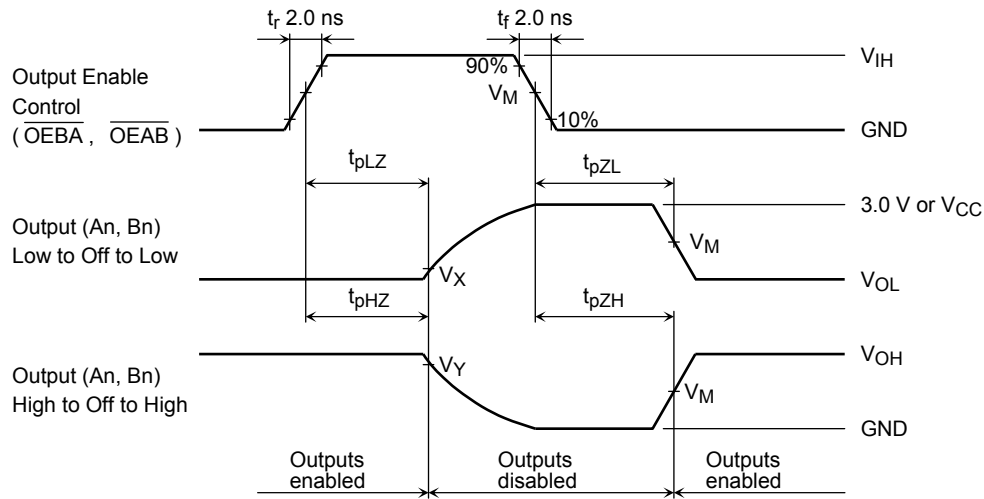 tr 2.0 ns
tf 2.0 ns
Output Enable
Control
( OEBA , OEAB )
90%
VM
10%
VIH
GND
tpLZ
tpZL
Output (An, Bn)
Low to Off to Low
3.0 V or VCC
VM
VX
VOL
tpHZ
tpZH
Output (An, Bn)
High to Off to High
VY
VOH
VM
GND
Outputs
enabled
Outputs
disabled
Outputs
enabled